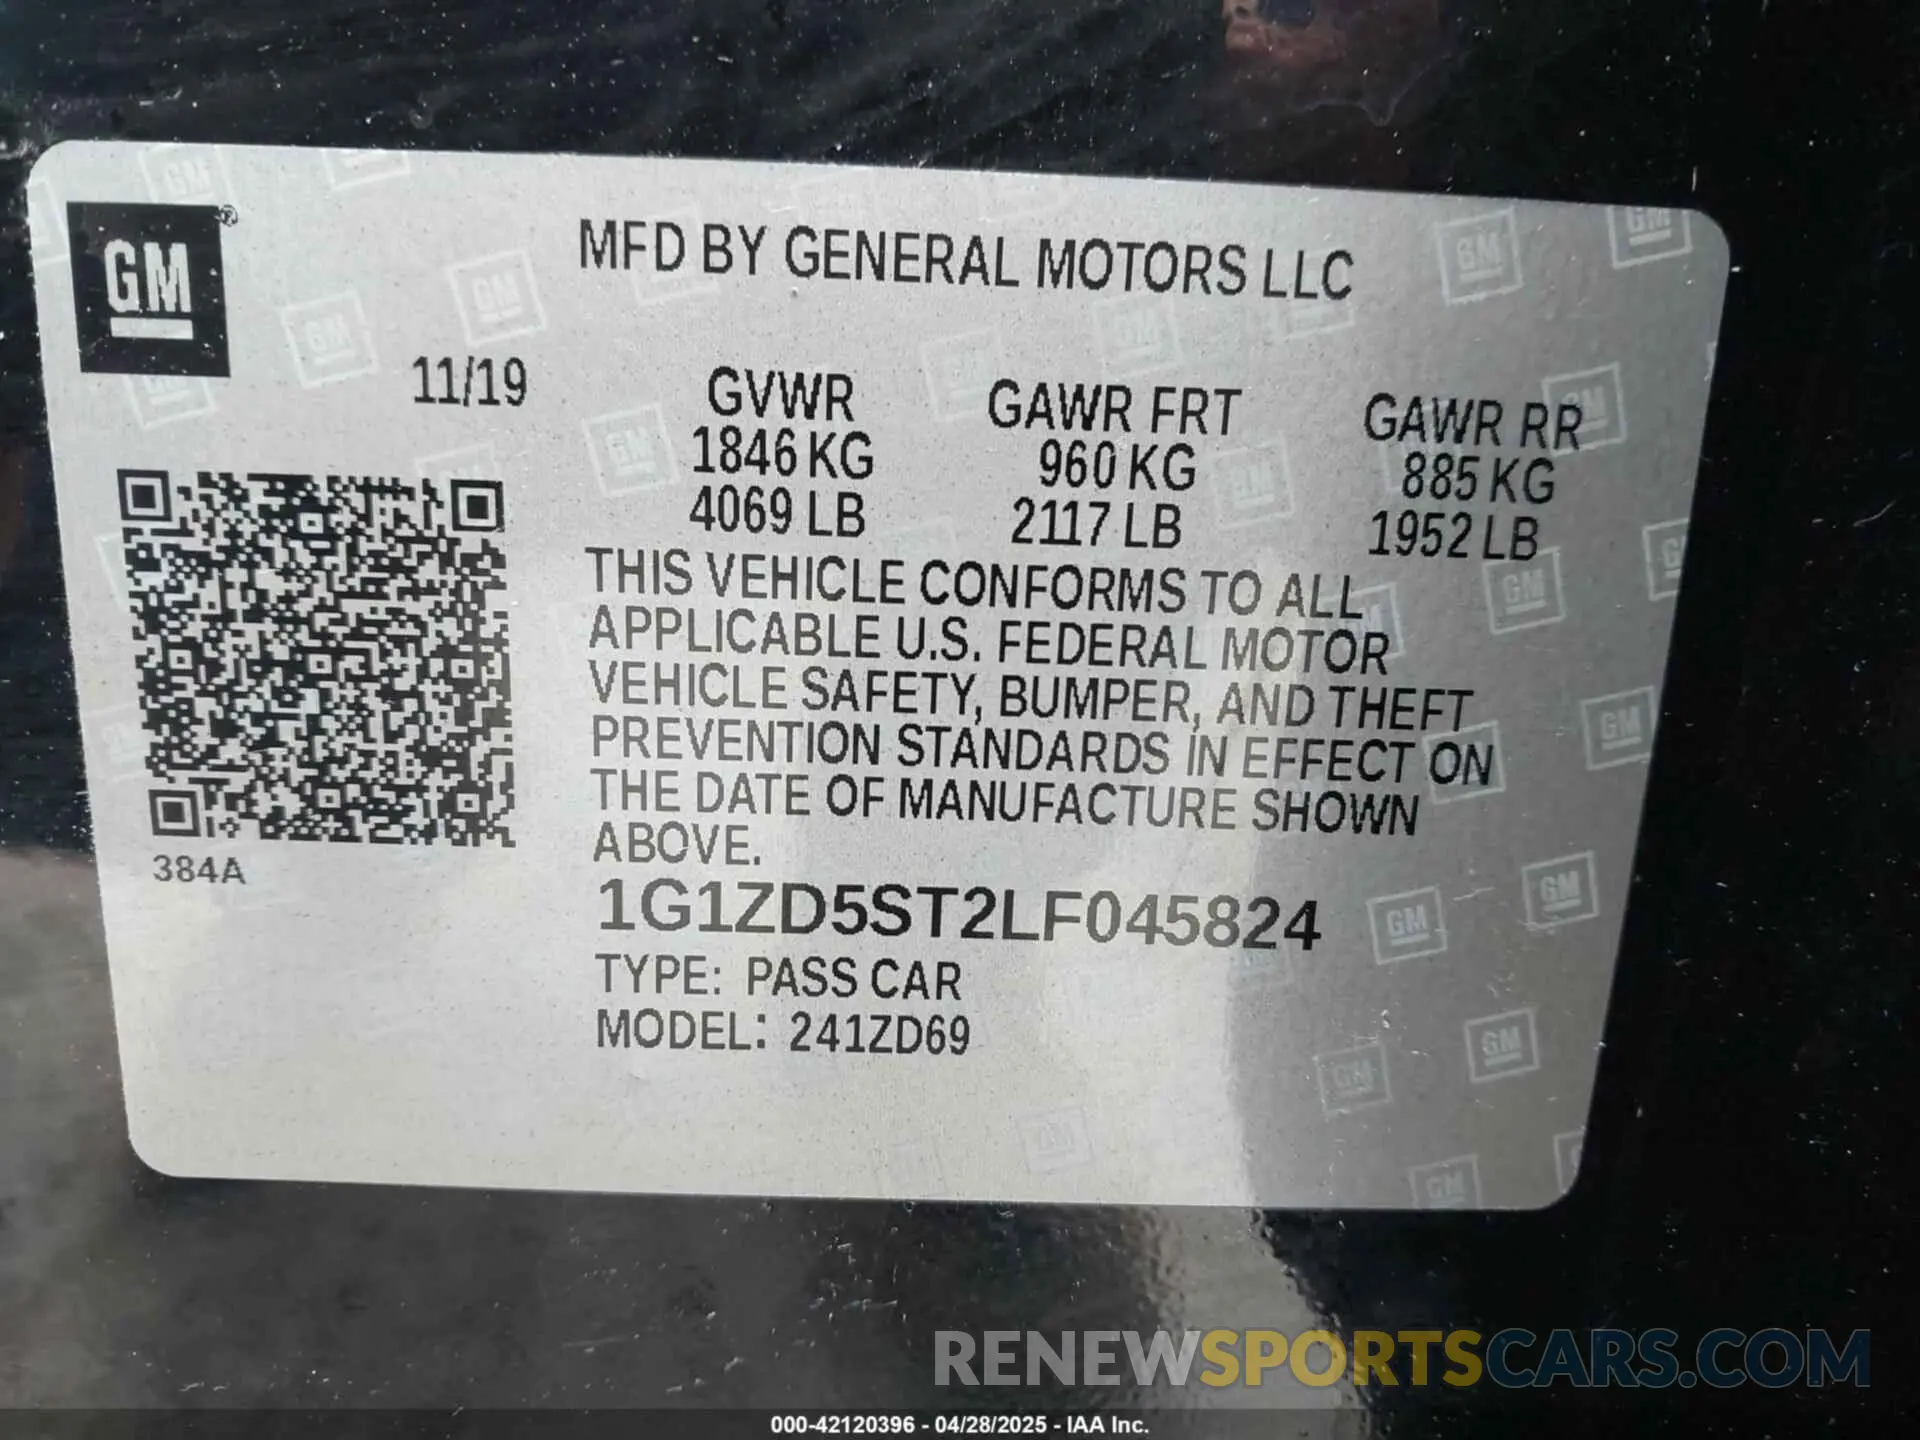 GM
MFD BY GENERAL MOTORS LLC
11/19
GVWR GAWR FRT GAWR RR
1846 KG 960 KG 885 KG
4069 LB 2117 LB 1952 LB
THIS VEHICLE CONFORMS TO ALL
APPLICABLE U.S. FEDERAL MOTOR
VEHICLE SAFETY, BUMPER, AND THEFT
PREVENTION STANDARDS IN EFFECT ON
THE DATE OF MANUFACTURE SHOWN
ABOVE.
384A
1G1ZD5ST2LF045824
TYPE: PASS CAR
MODEL: 241ZD69
RENEWSPORTSCARS.COM
000-42120396 - 04/28/2025 - IAA Inc.